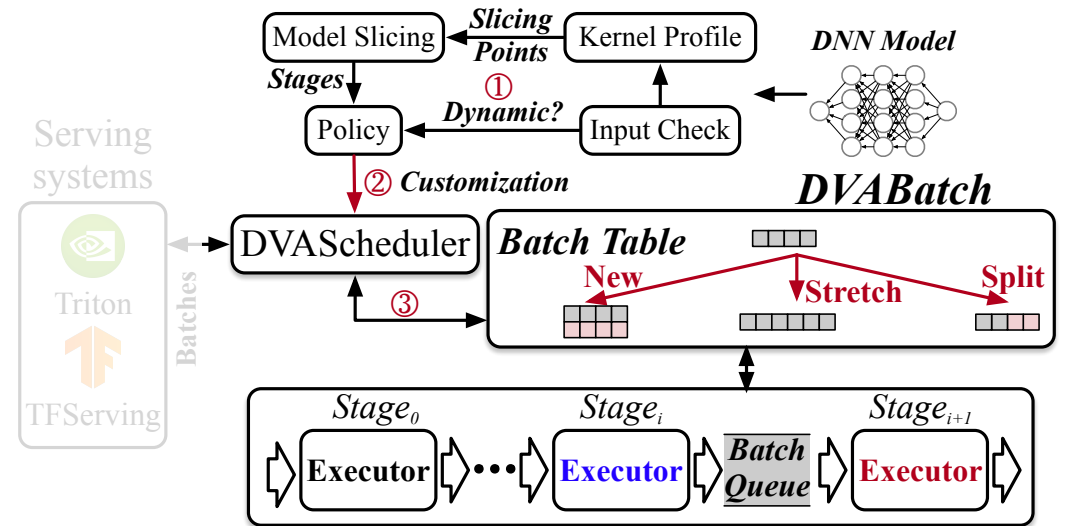 Model Slicing
Slicing
Points
Kernel Profile
DNN Model
Stages
①
Dynamic?
Policy
Input Check
② Customization
DVABatch
Serving
systems
Triton
TFServing
Batches
DVAScheduler
③
Batch Table
New
Stretch
Split
Stage0
Stagei
Stagei+1
Executor
•••
Executor
Batch
Queue
Executor